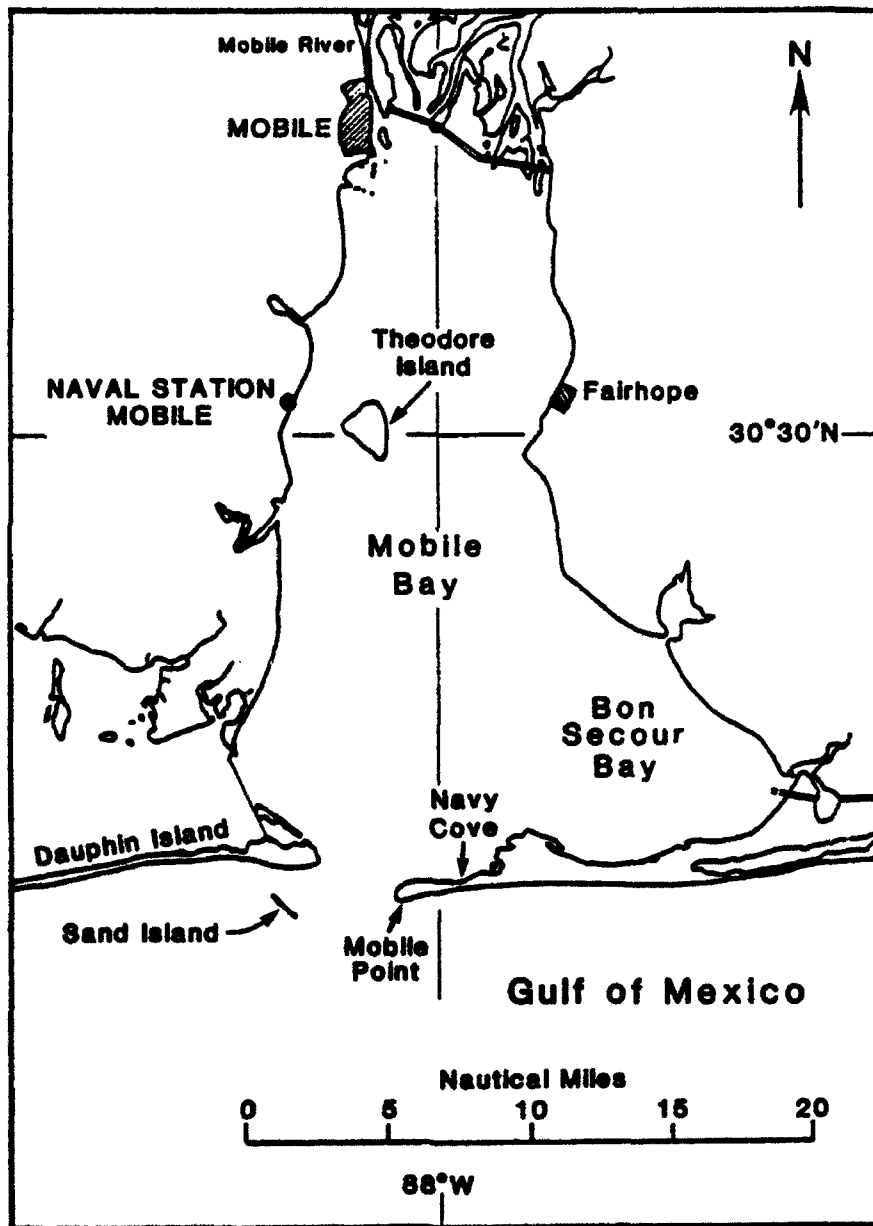 Mobile River
N
MOBILE
Theodore
Island
NAVAL STATION
MOBILE
Fairhope
30°30'N
Mobile
Bay
Bon
Secour
Bay
Navy
Cove
Dauphin Island
Sand Island
Mobile
Point
Gulf of Mexico
Nautical Miles
0 5 10 15 20
88°W